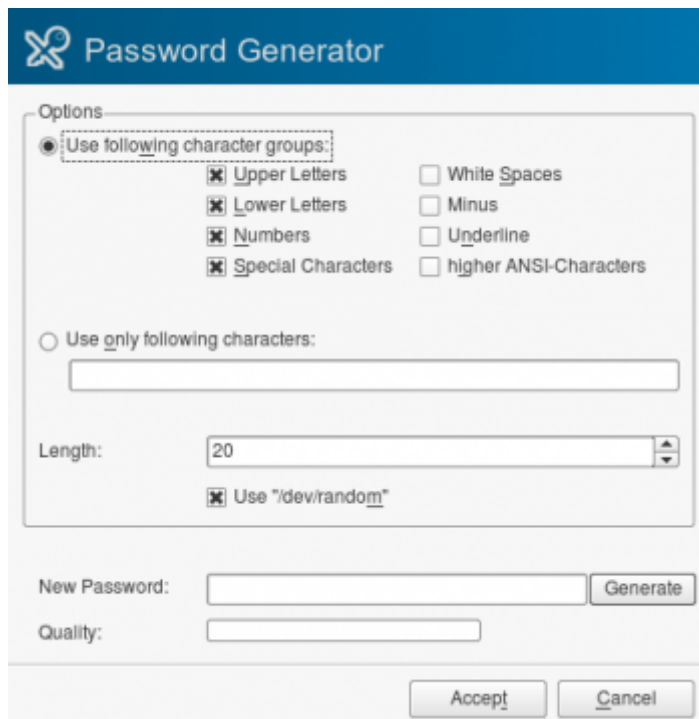 Password Generator
Options
Use following character groups:
Upper Letters White Spaces
Lower Letters Minus
Numbers Underline
Special Characters higher ANSI-Characters
Use only following characters:
Length: 20
Use "/dev/random"
New Password: Generate
Quality:
Accept Cancel